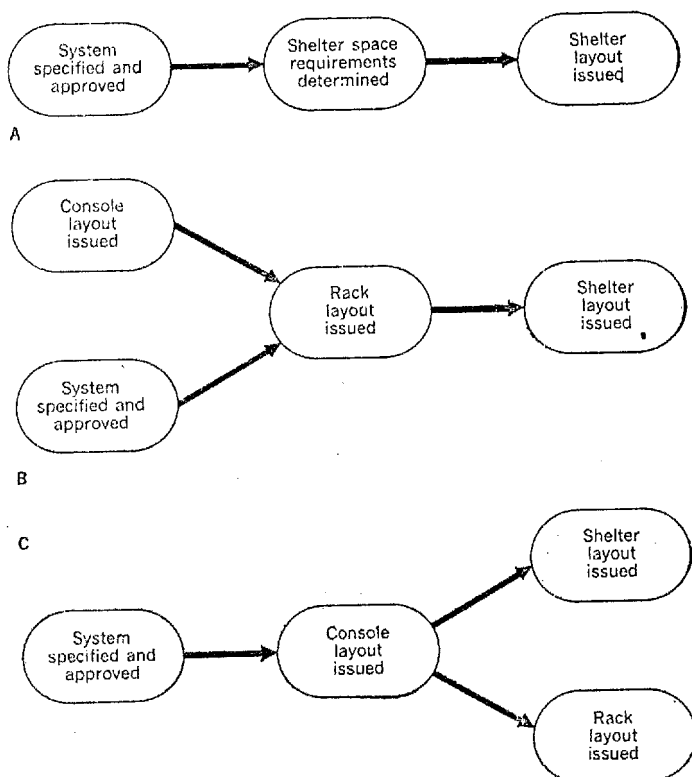 System
specified and
approved
Shelter space
requirements
determined
Shelter
layout
issued
A
Console
layout
issued
Rack
layout
issued
Shelter
layout
issued
System
specified and
approved
B
C
Shelter
layout
issued
System
specified and
approved
Console
layout
issued
Rack
layout
issued